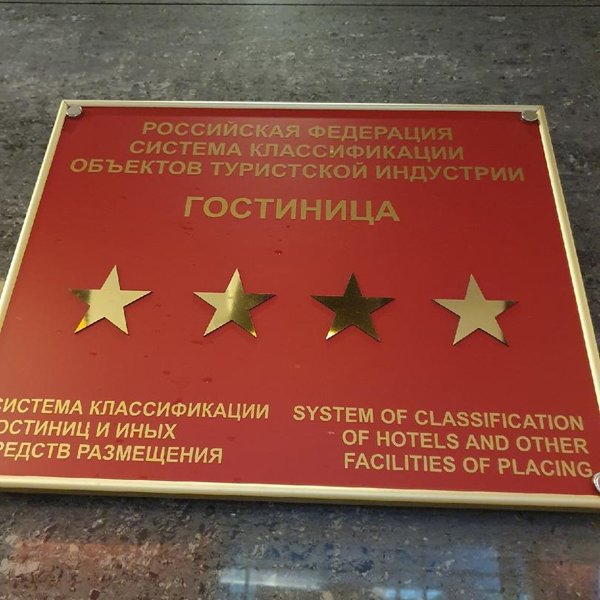 РОССИЙСКАЯ ФЕДЕРАЦИЯ
СИСТЕМА КЛАССИФИКАЦИИ
ОБЪЕКТОВ ТУРИСТСКОЙ ИНДУСТРИИ
ГОСТИНИЦА
СИСТЕМА КЛАССИФИКАЦИИ
ГОСТИНИЦ И ИНЫХ
СРЕДСТВ РАЗМЕЩЕНИЯ
SYSTEM OF CLASSIFICATION
OF HOTELS AND OTHER
FACILITIES OF PLACING